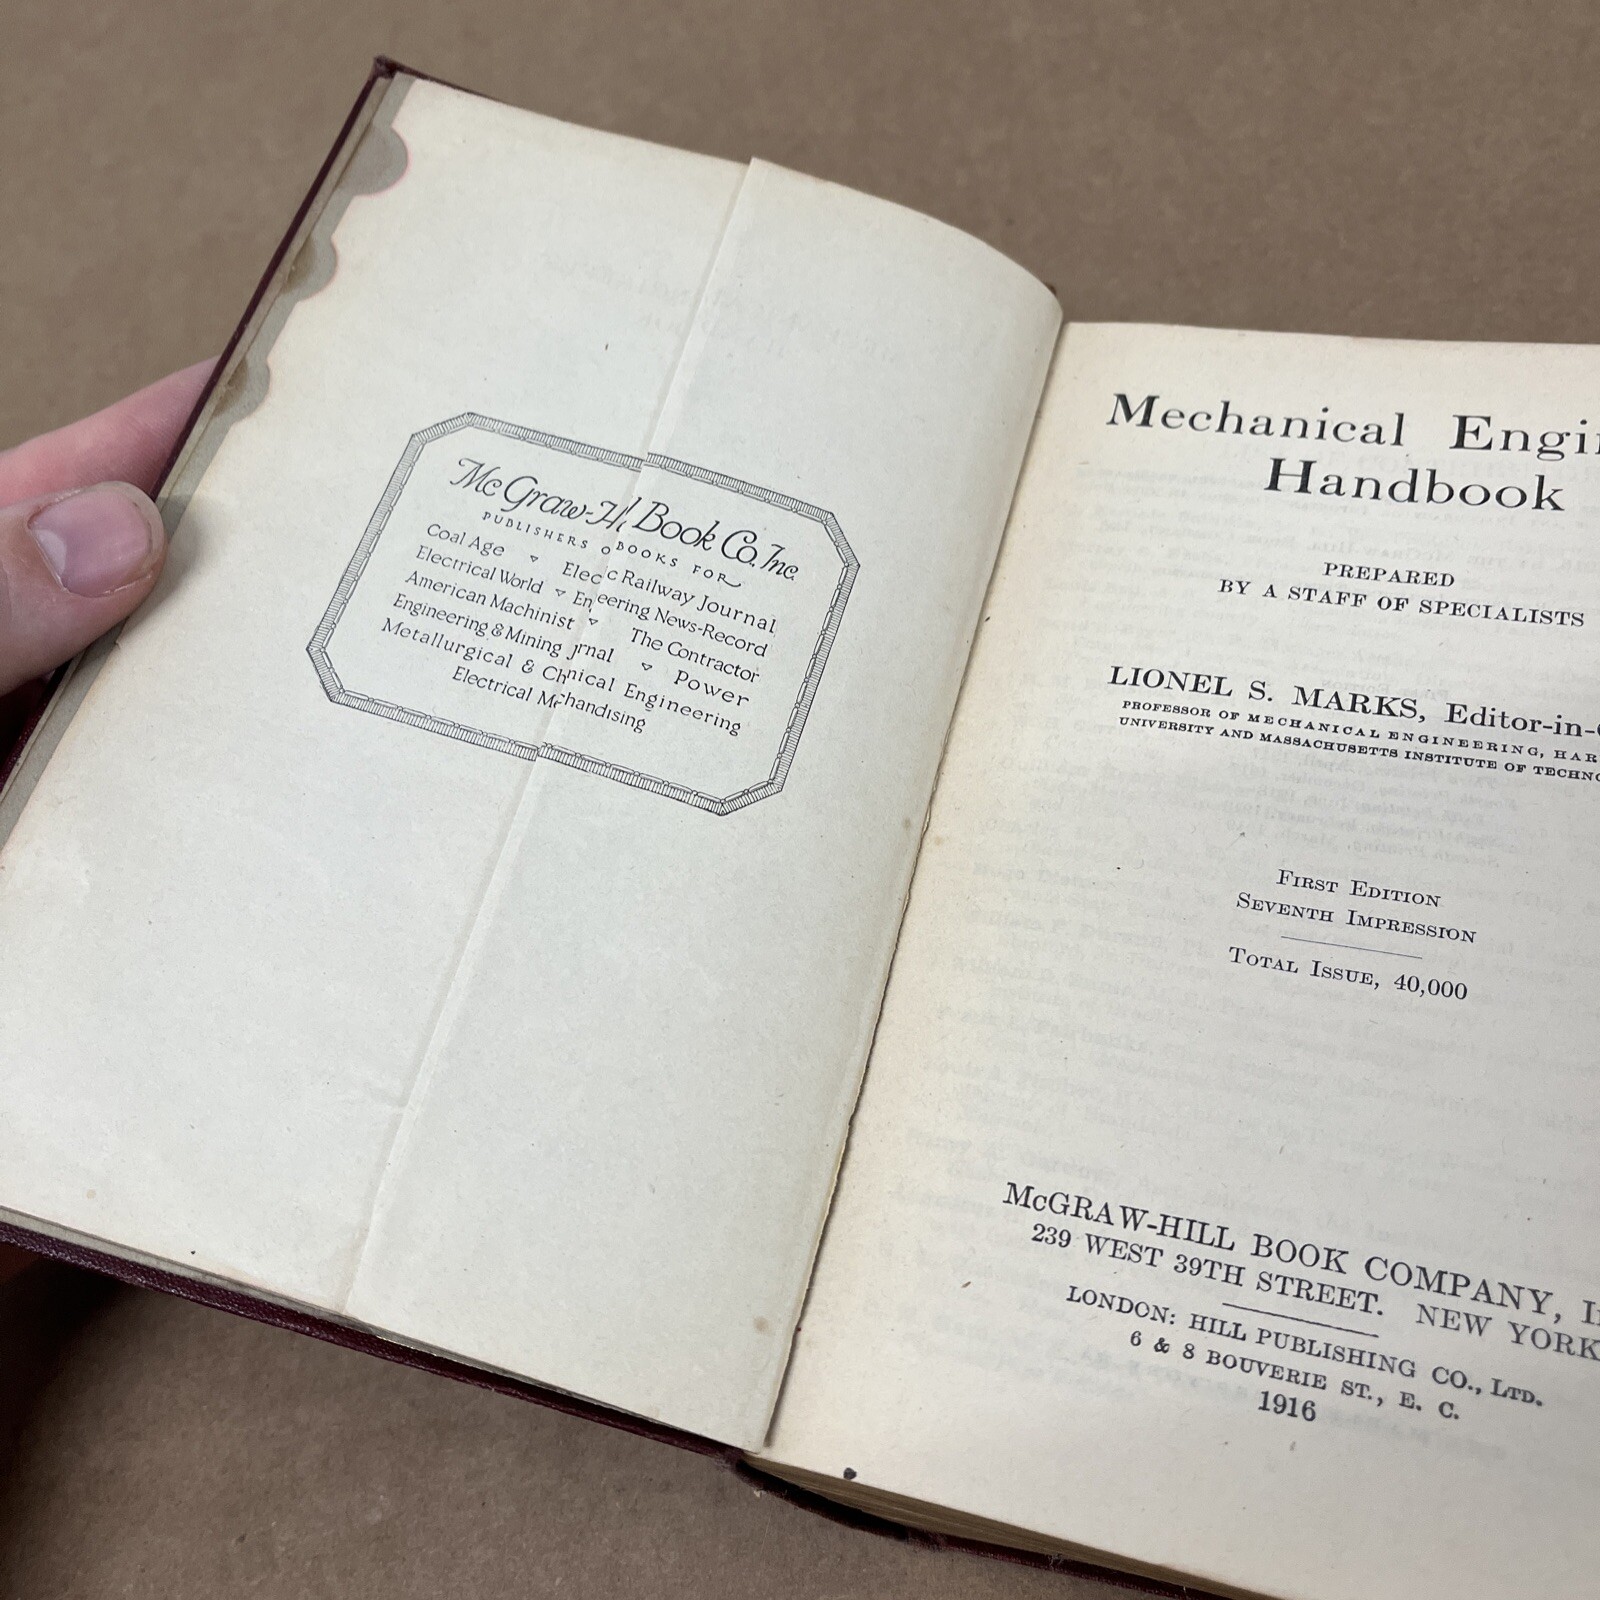 Mc Graw-H Book Co. Inc.
PUBLISHERS O BOOKS FOR
Coal Age ▿ Elec c Railway Journal
Electrical World ▿ En eering News-Record
American Machinist ▿ The Contractor
Engineering & Mining J rnal ▿ Power
Metallurgical & Ch nical Engineering
Electrical M chandising
Mechanical Engi
Handbook
PREPARED
BY A STAFF OF SPECIALISTS
LIONEL S. MARKS, Editor-in-
PROFESSOR OF MECHANICAL ENGINEERING, HAR
UNIVERSITY AND MASSACHUSETTS INSTITUTE OF TECHNO
FIRST EDITION
SEVENTH IMPRESSION
TOTAL ISSUE, 40,000
McGRAW-HILL BOOK COMPANY, I
239 WEST 39TH STREET. NEW YORK
LONDON: HILL PUBLISHING CO., LTD.
6 & 8 BOUVERIE ST., E. C.
1916